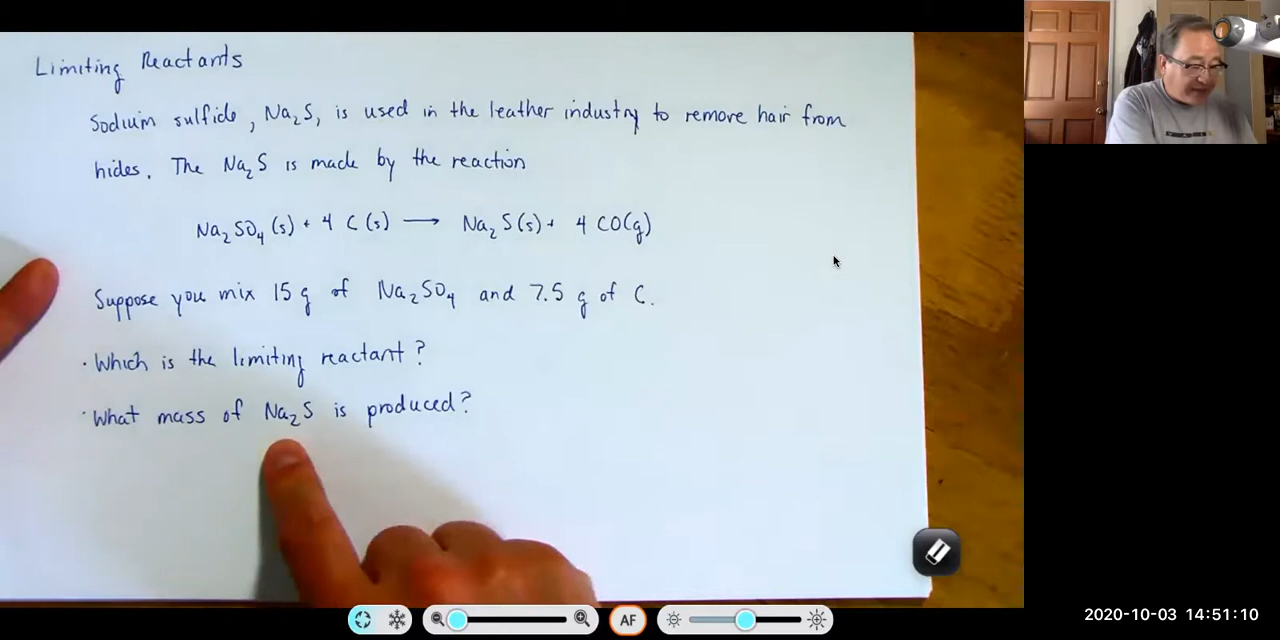 Limiting Reactants
Sodium sulfide, Na₂S, is used in the leather industry to remove hair from
hides. The Na₂S is made by the reaction
Na₂SO₄(s) + 4 C(s) → Na₂S(s) + 4 CO(g)
Suppose you mix 15 g of Na₂SO₄ and 7.5 g of C.
· Which is the limiting reactant?
· What mass of Na₂S is produced?
AF
2020-10-03 14:51:10